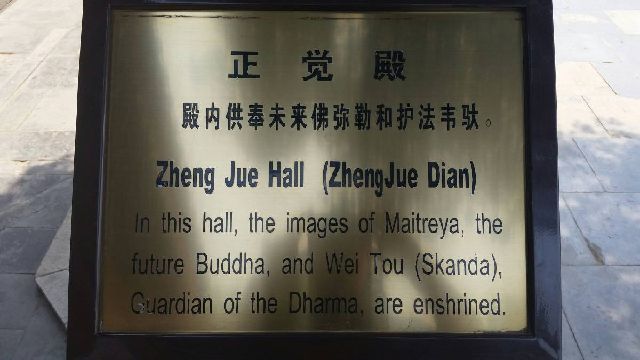 正觉殿
殿内供奉未来佛弥勒和护法韦驮。
Zheng Jue Hall (ZhengJue Dian)
In this hall, the images of Maitreya, the
future Buddha, and Wei Tou (Skanda),
Guardian of the Dharma, are enshrined.